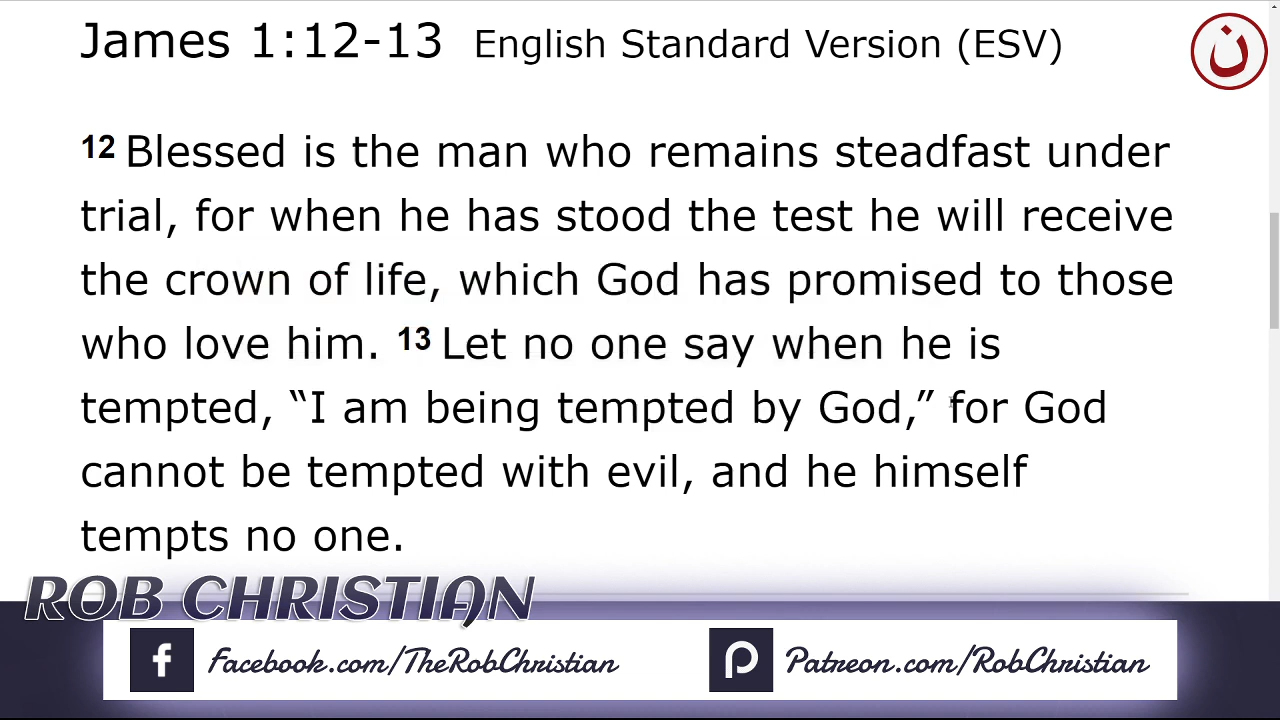 James 1:12-13 English Standard Version (ESV)
ن
12 Blessed is the man who remains steadfast under
trial, for when he has stood the test he will receive
the crown of life, which God has promised to those
who love him. 13 Let no one say when he is
tempted, “I am being tempted by God,” for God
cannot be tempted with evil, and he himself
tempts no one.
ROB CHRISTIAN
Facebook.com/TheRobChristian
Patreon.com/RobChristian